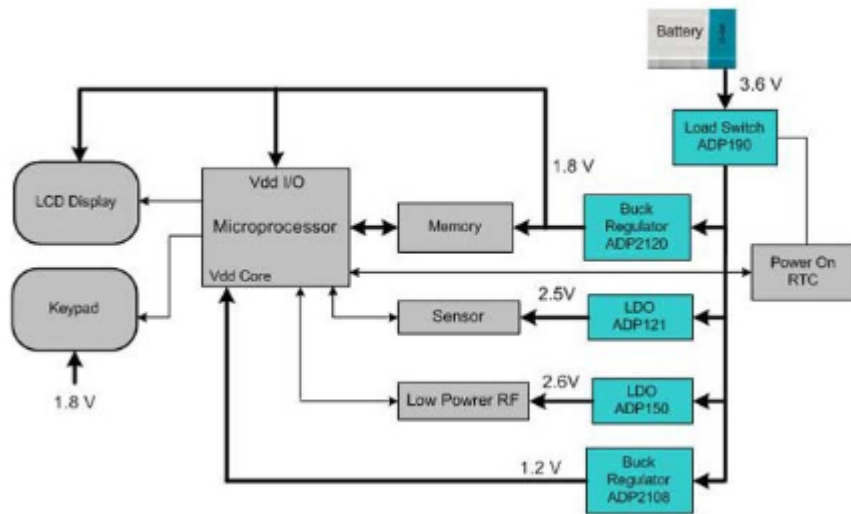 Battery
3.6 V
Load Switch
ADP190
1.8 V
Vdd I/O
LCD Display
Microprocessor
Memory
Buck
Regulator
ADP2120
Vdd Core
Power On
RTC
2.5V
Keypad
Sensor
LDO
ADP121
2.6V
1.8 V
Low Powrer RF
LDO
ADP150
1.2 V
Buck
Regulator
ADP2108